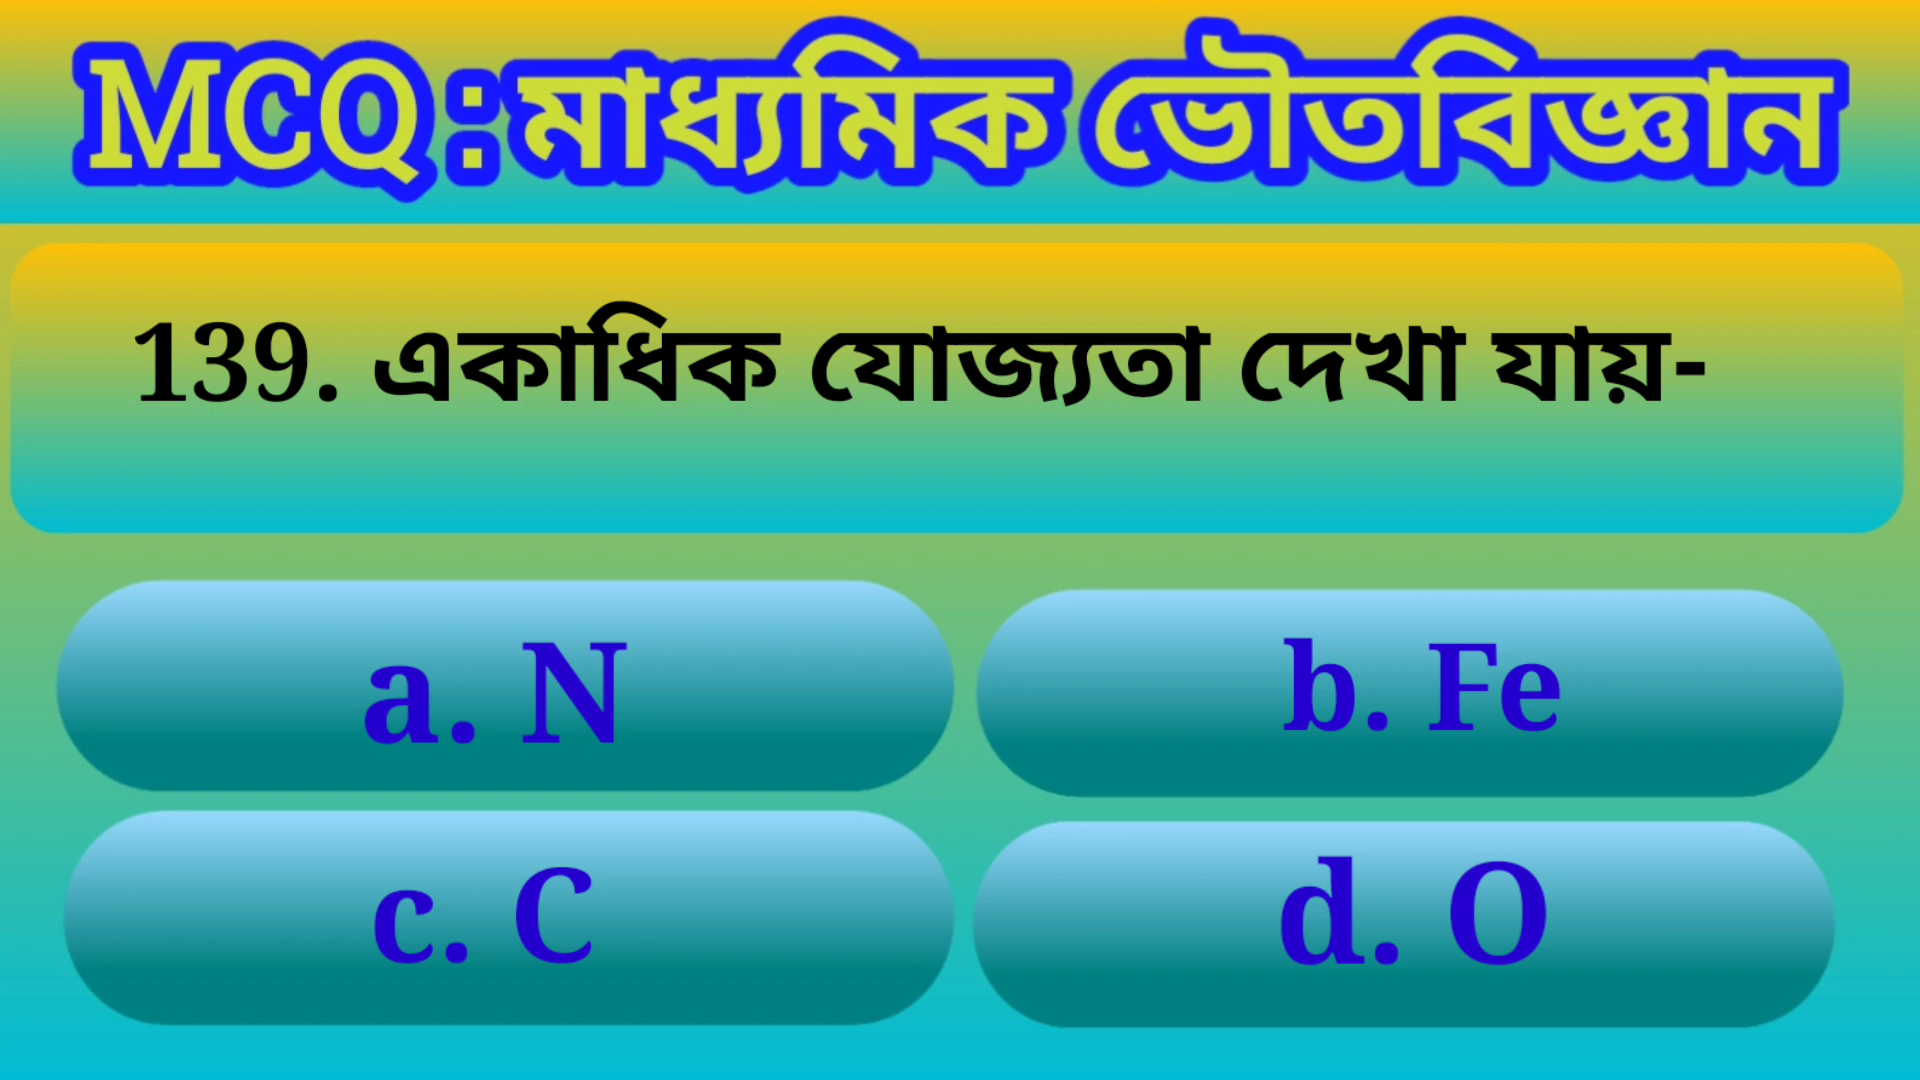 MCQ : মাধ্যমিক ভৌতবিজ্ঞান
139. একাধিক যোজ্যতা দেখা যায়-
a. N
b. Fe
c. C
d. O